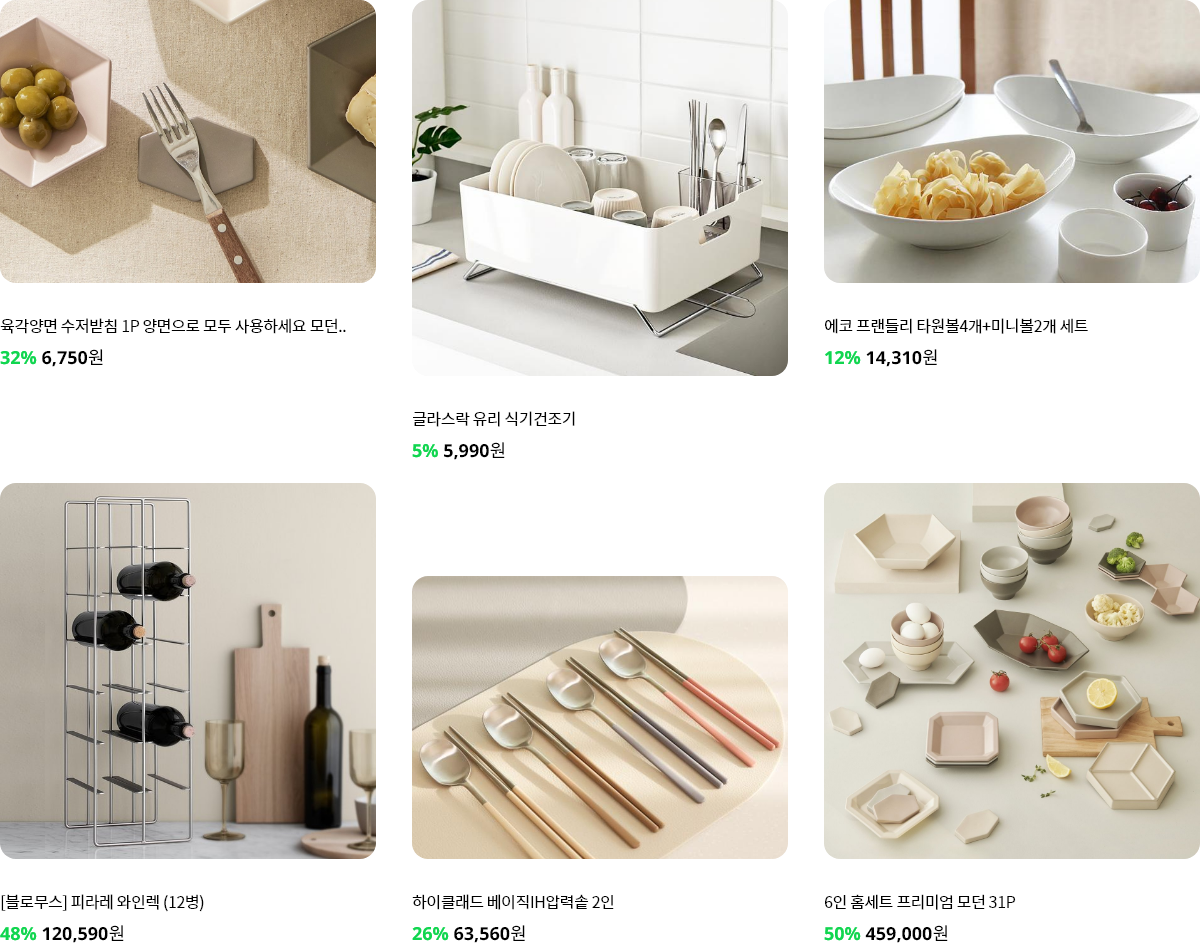 육각양면 수저받침 1P 양면으로 모두 사용하세요 모던..
32% 6,750원
글라스락 유리 식기건조기
5% 5,990원
에코 프랜들리 타원볼4개+미니볼2개 세트
12% 14,310원
[블로무스] 피라레 와인렉 (12병)
48% 120,590원
하이클래드 베이직IH압력솥 2인
26% 63,560원
6인 홈세트 프리미엄 모던 31P
50% 459,000원